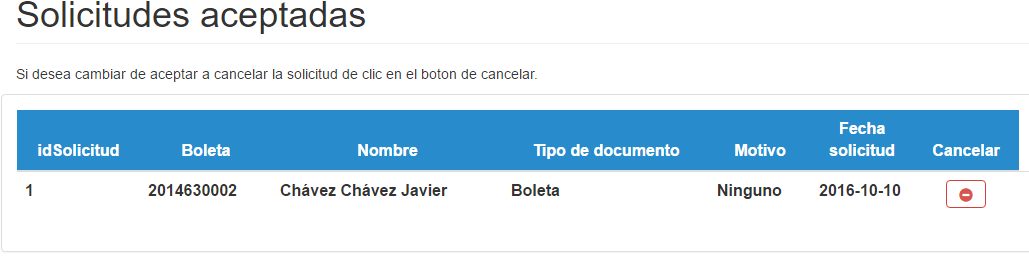 Solicitudes aceptadas
Si desea cambiar de aceptar a cancelar la solicitud de clic en el boton de cancelar.
idSolicitud Boleta Nombre Tipo de documento Motivo Fecha solicitud Cancelar
1 2014630002 Chávez Chávez Javier Boleta Ninguno 2016-10-10